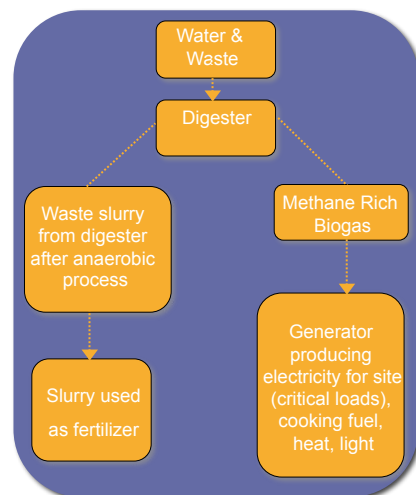 Water &
Waste
Digester
Waste slurry
from digester
after anaerobic
process
Methane Rich
Biogas
Slurry used
as fertilizer
Generator
producing
electricity for site
(critical loads),
cooking fuel,
heat, light